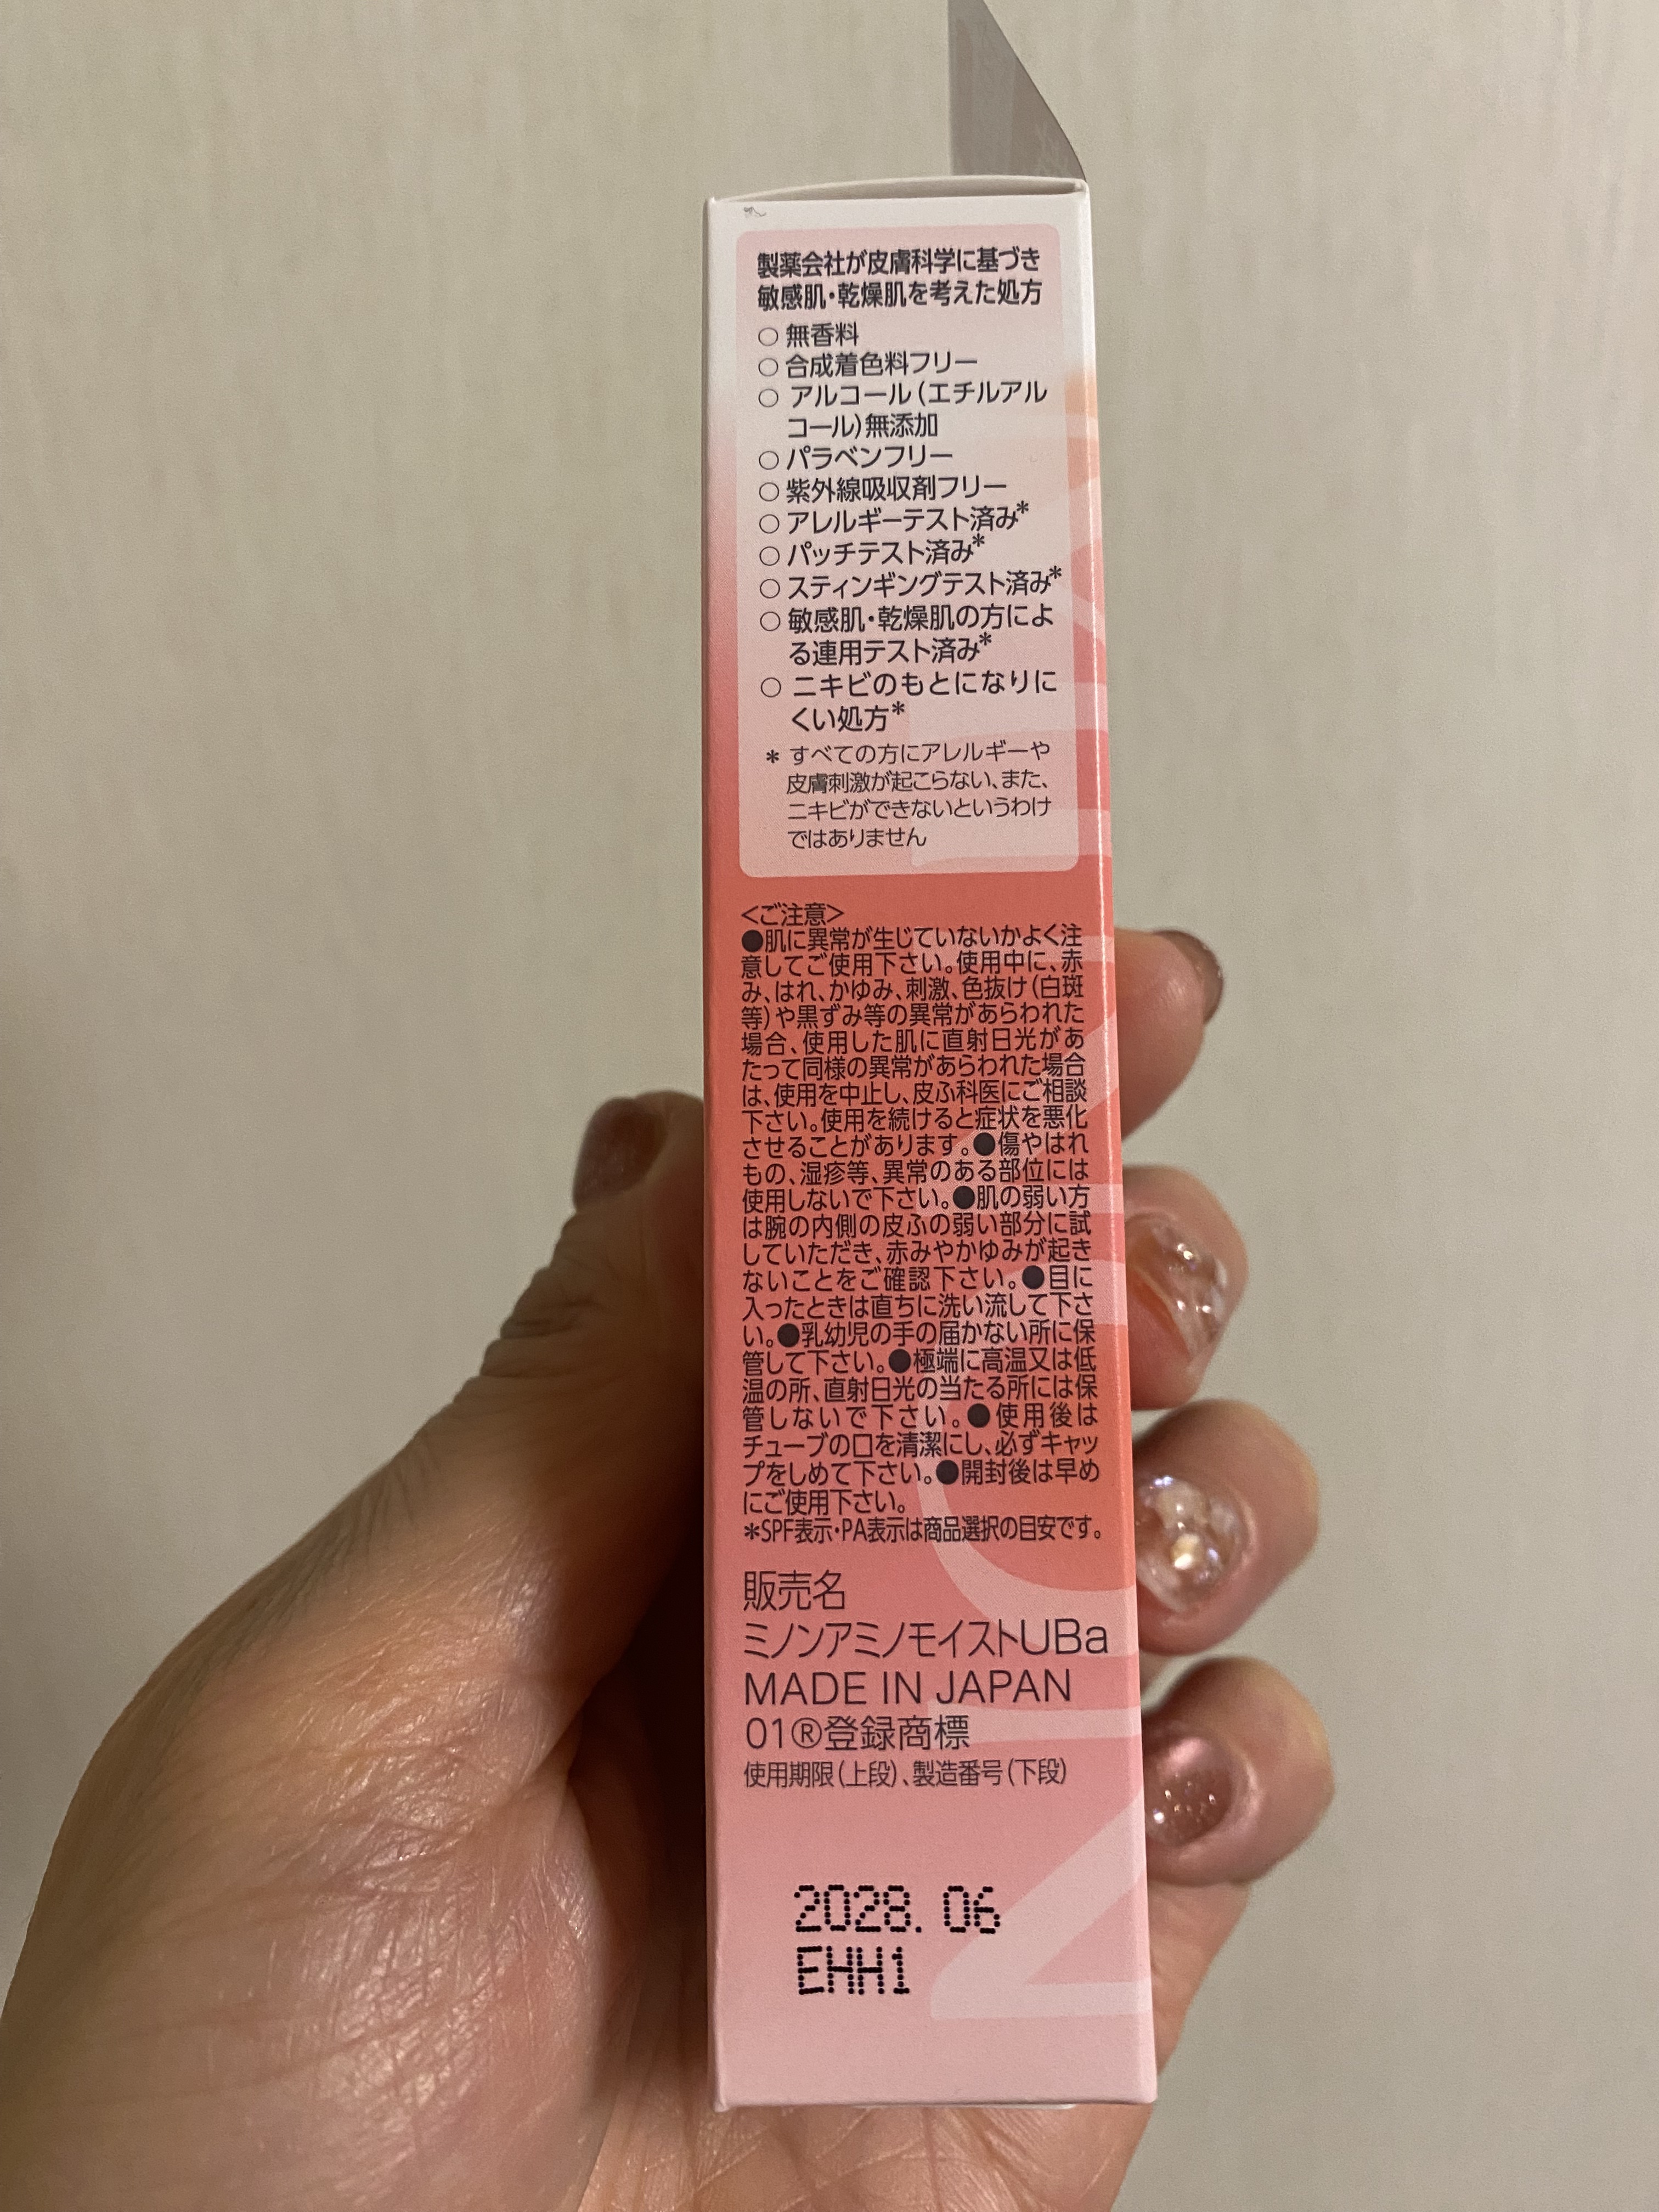 製薬会社が皮膚科学に基づき
敏感肌・乾燥肌を考えた処方
○ 無香料
○ 合成着色料フリー
○ アルコール(エチルアル
コール)無添加
○ パラベンフリー
○ 紫外線吸収剤フリー
○ アレルギーテスト済み*
○ パッチテスト済み*
○ スティンギングテスト済み*
○ 敏感肌・乾燥肌の方によ
る連用テスト済み*
○ ニキビのもとになりに
くい処方*
* すべての方にアレルギーや
皮膚刺激が起こらない、また、
ニキビができないというわけ
ではありません
<ご注意>
●肌に異常が生じていないかよく注
意してご使用下さい。使用中に、赤
み、はれ、かゆみ、刺激、色抜け(白斑
等)や黒ずみ等の異常があらわれた
場合、使用した肌に直射日光があ
たって同様の異常があらわれた場合
は、使用を中止し、皮ふ科医にご相談
下さい。使用を続けると症状を悪化
させることがあります。●傷やはれ
もの、湿疹等、異常のある部位には
使用しないで下さい。●肌の弱い方
は腕の内側の皮ふの弱い部分に試
していただき、赤みやかゆみが起き
ないことをご確認下さい。●目に
入ったときは直ちに洗い流して下さ
い。●乳幼児の手の届かない所に保
管して下さい。●極端に高温又は低
温の所、直射日光の当たる所には保
管しないで下さい。●使用後は
チューブの口を清潔にし、必ずキャッ
プをしめて下さい。●開封後は早め
にご使用下さい。
*SPF表示・PA表示は商品選択の目安です。
販売名
ミノンアミノモイストUBa
MADE IN JAPAN
01®登録商標
使用期限(上段)、製造番号(下段)
2028. 06
EHH1